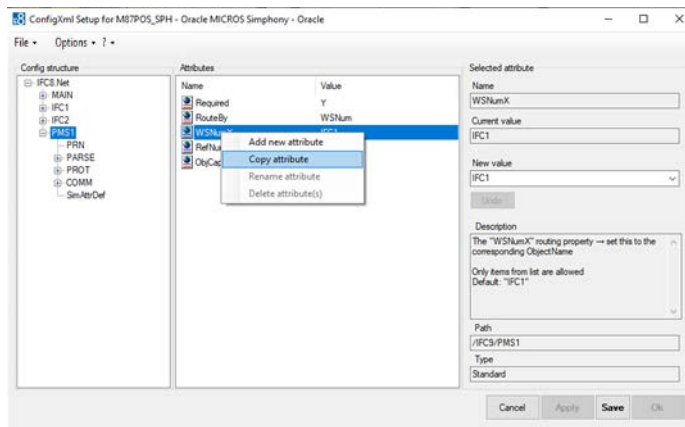 ConfigXml Setup for M87POS_SPH - Oracle MICROS Simphony - Oracle
File Options ?
Config structure
IFC8.Net
MAIN
IFC1
IFC2
PMS1
PRN
PARSE
PROT
COMM
SimAttrDef
Attributes
Name Value
Required Y
RouteBy WSNum
WSNumX IFC1
Add new attribute
Copy attribute
Rename attribute
Delete attribute(s)
Selected attribute
Name
WSNumX
Current value
IFC1
New value
IFC1
Undo
Description
The "WSNumX" routing property → set this to the
corresponding ObjectName
Only items from list are allowed
Default: "IFC1"
Path
/IFC9/PMS1
Type
Standard
Cancel Apply Save Ok